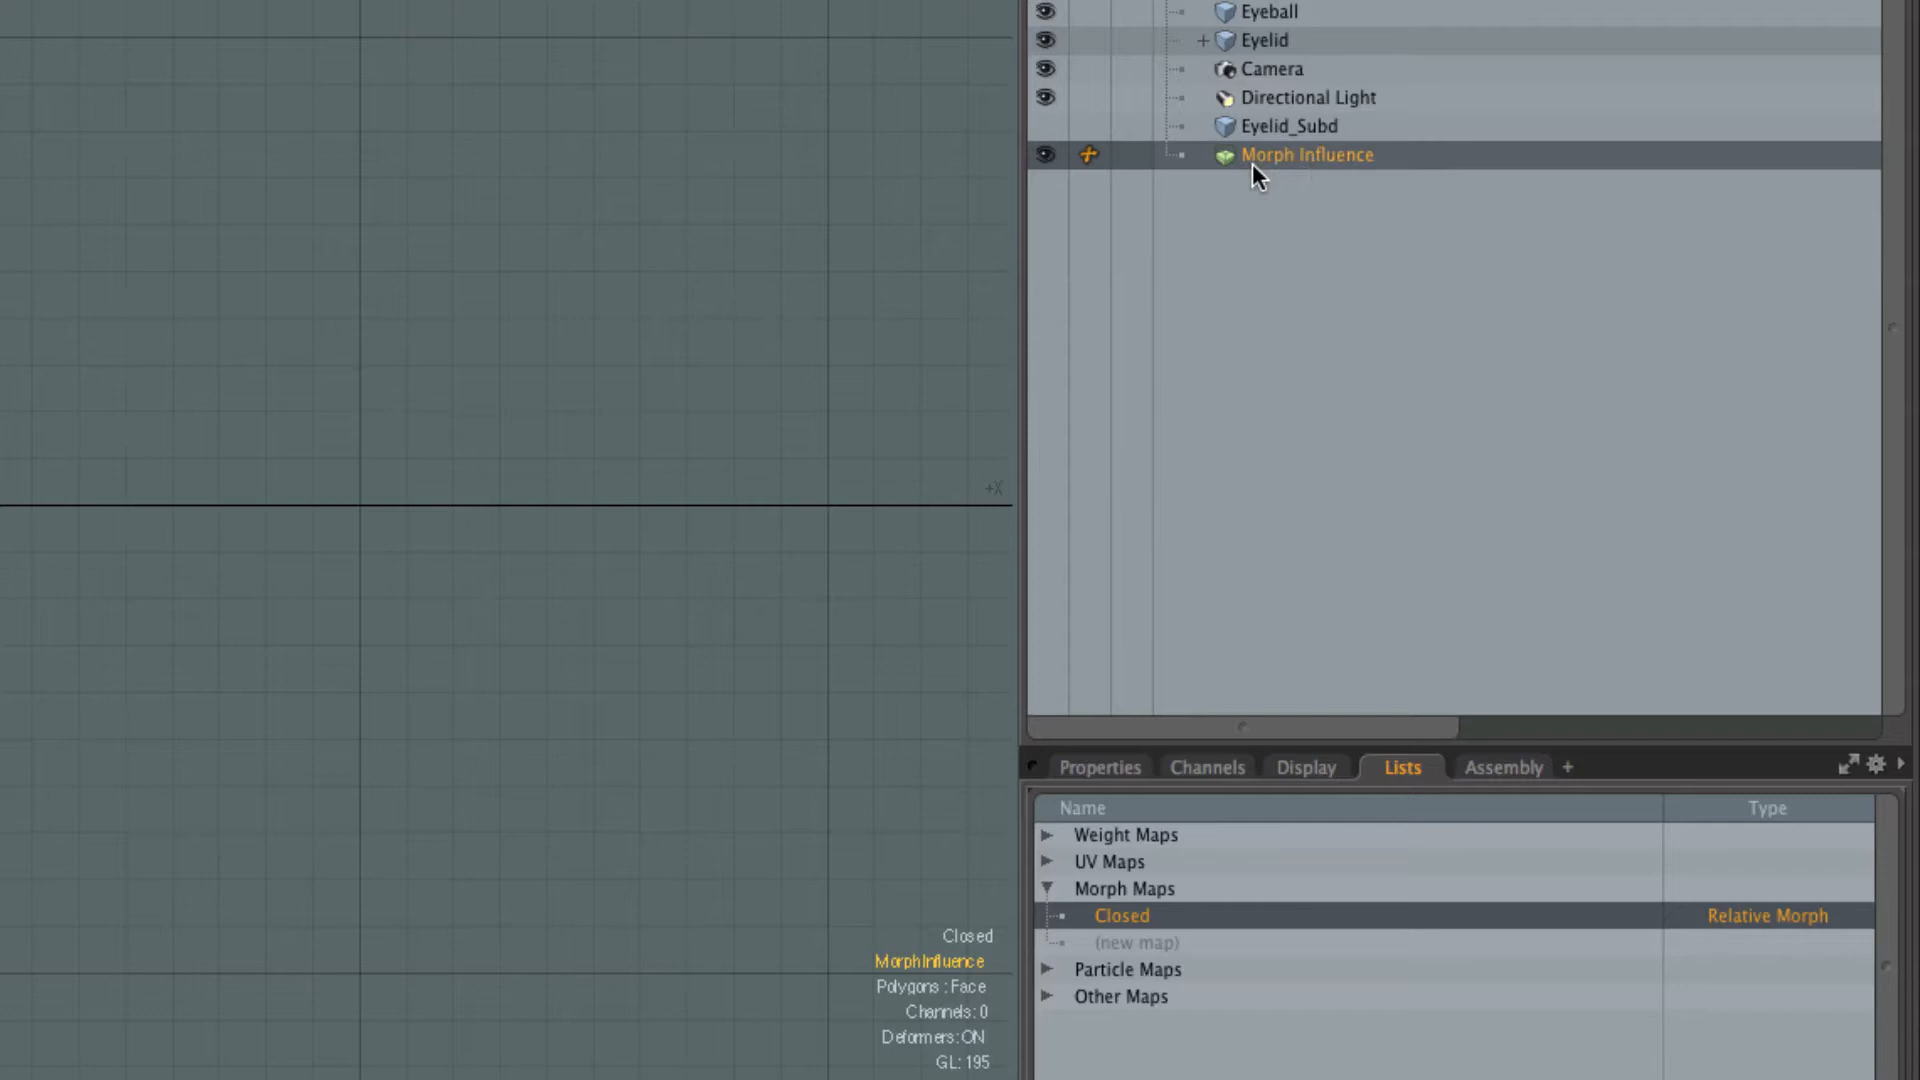 Eyeball
+ Eyelid
Camera
Directional Light
Eyelid_Subd
Morph Influence
+X
Properties Channels Display Lists Assembly +
Name Type
Weight Maps
UV Maps
Morph Maps
Closed Relative Morph
(new map)
Particle Maps
Other Maps
Closed
MorphInfluence
Polygons : Face
Channels: 0
Deformers: ON
GL: 195